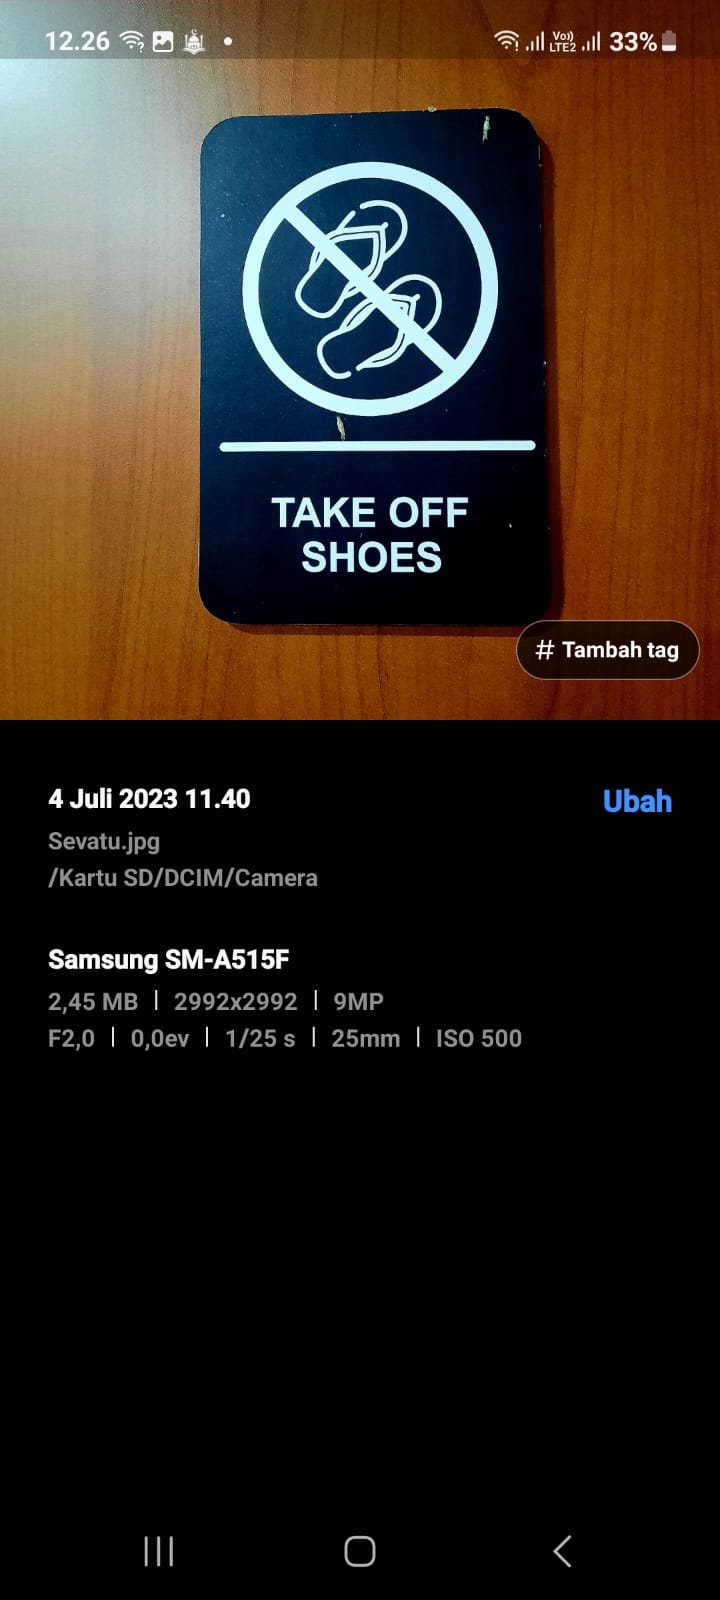 12.26
Vo)) LTE2
33%
TAKE OFF
SHOES
# Tambah tag
4 Juli 2023 11.40
Ubah
Sevatu.jpg
/Kartu SD/DCIM/Camera
Samsung SM-A515F
2,45 MB | 2992x2992 | 9MP
F2,0 | 0,0ev | 1/25 s | 25mm | ISO 500